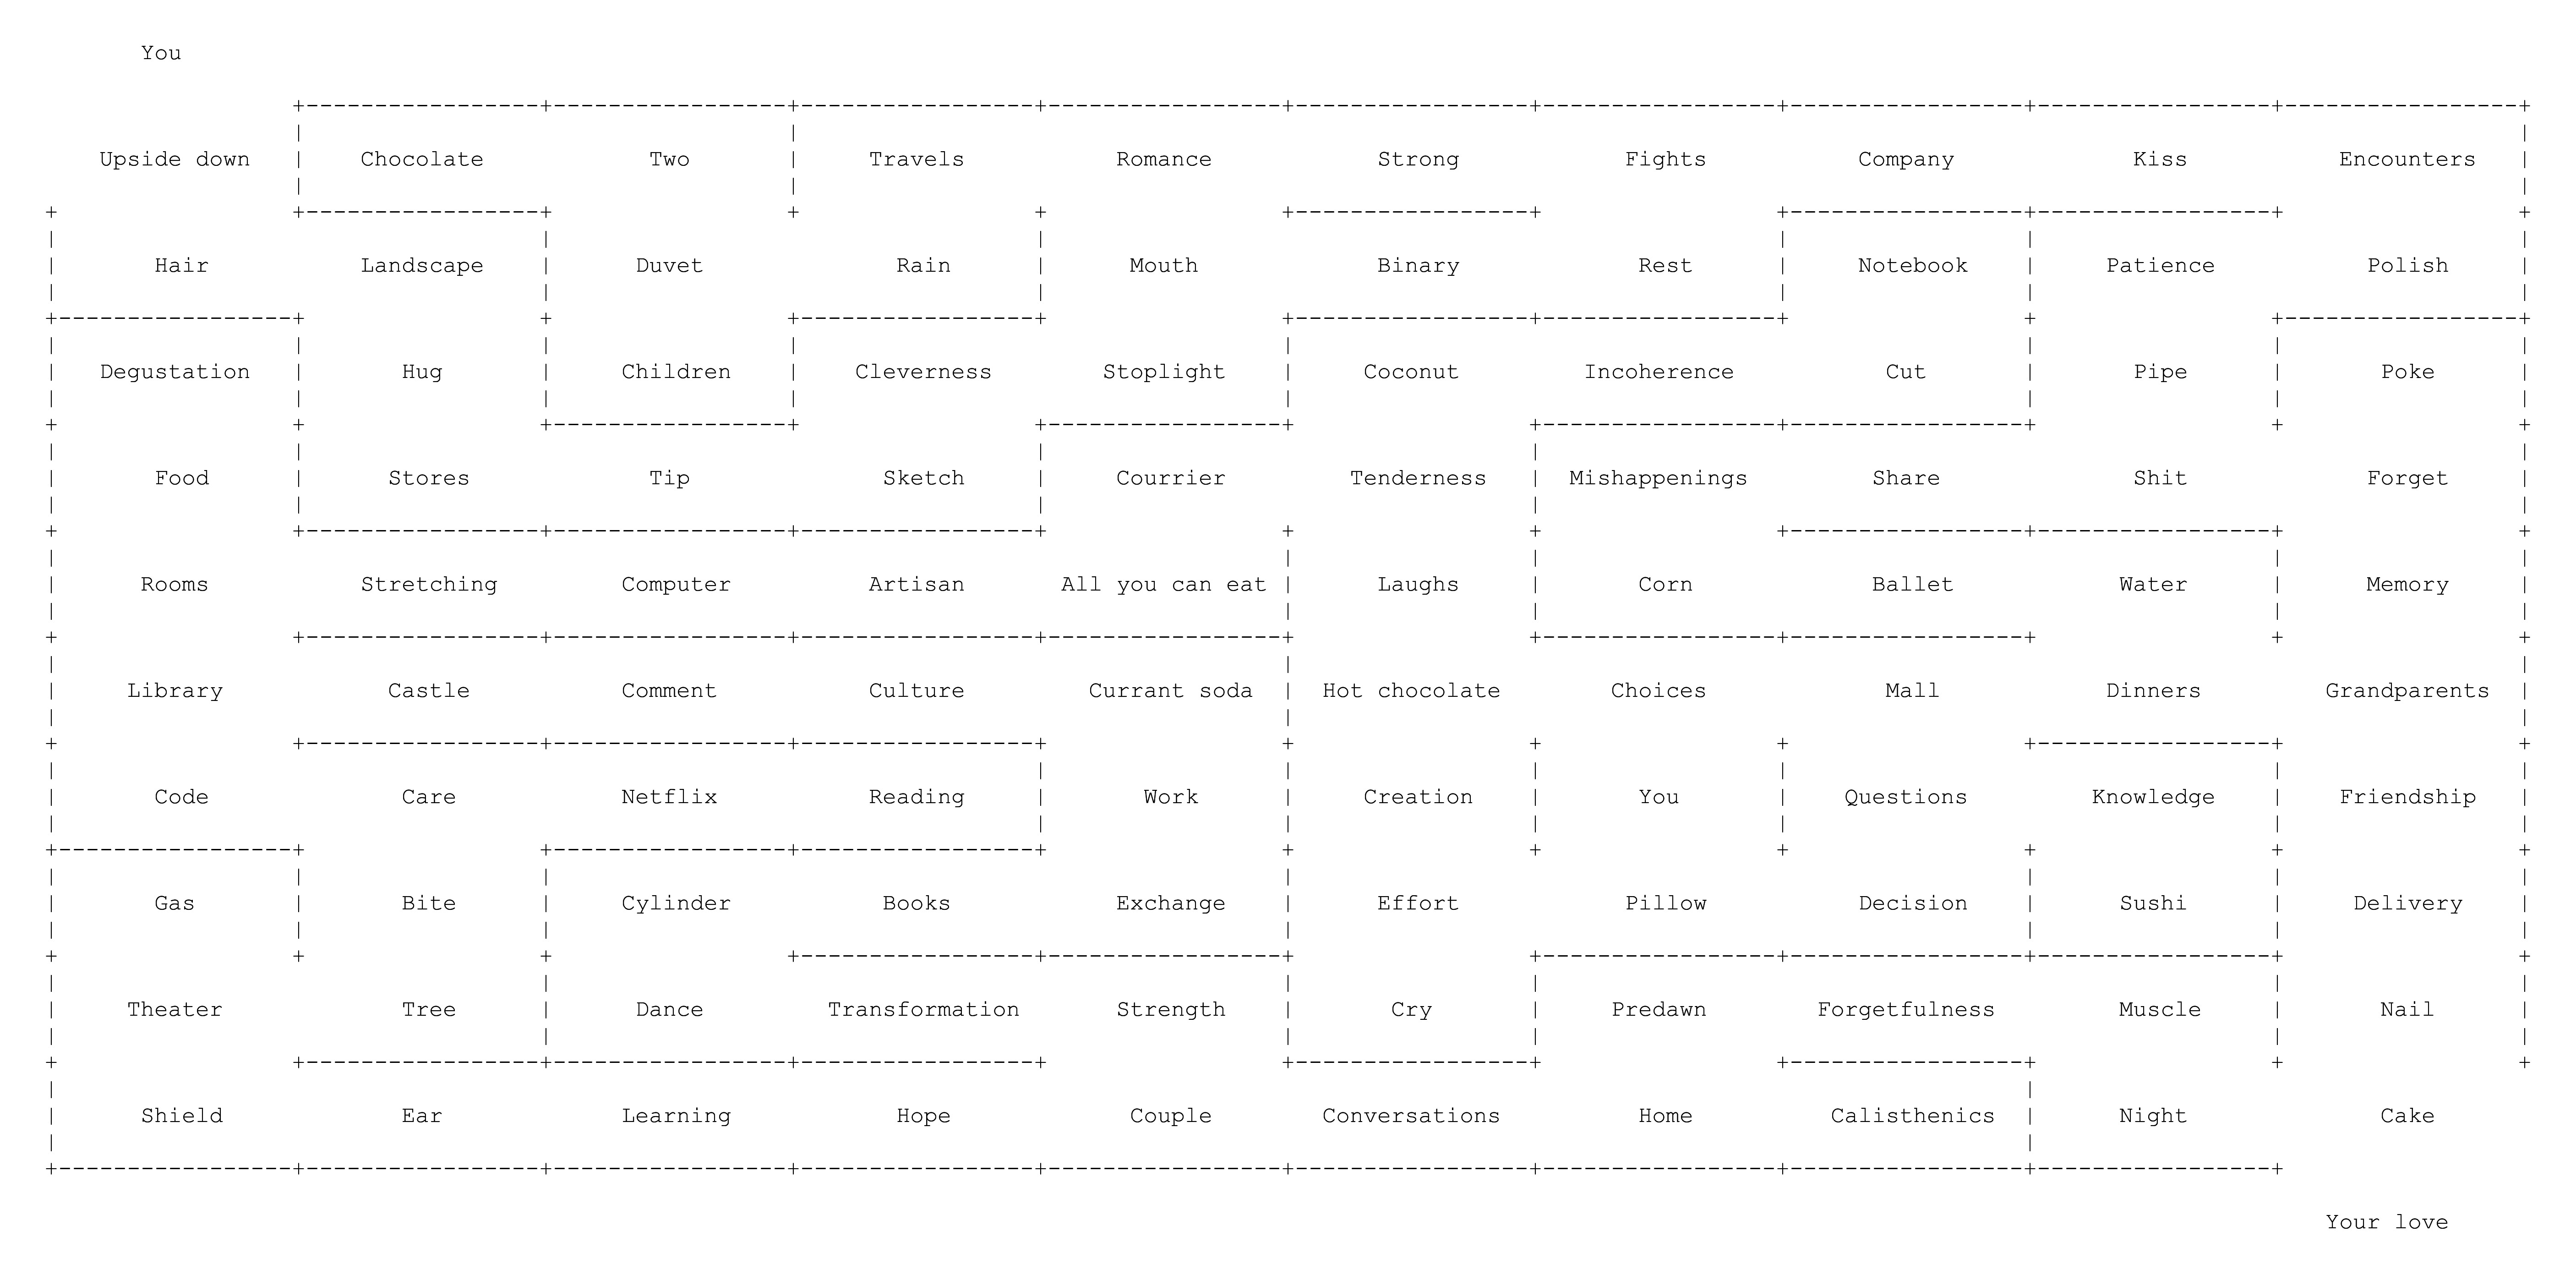 You
Upside down Chocolate Two Travels Romance Strong Fights Company Kiss Encounters
Hair Landscape Duvet Rain Mouth Binary Rest Notebook Patience Polish
Degustation Hug Children Cleverness Stoplight Coconut Incoherence Cut Pipe Poke
Food Stores Tip Sketch Courrier Tenderness Mishappenings Share Shit Forget
Rooms Stretching Computer Artisan All you can eat Laughs Corn Ballet Water Memory
Library Castle Comment Culture Currant soda Hot chocolate Choices Mall Dinners Grandparents
Code Care Netflix Reading Work Creation You Questions Knowledge Friendship
Gas Bite Cylinder Books Exchange Effort Pillow Decision Sushi Delivery
Theater Tree Dance Transformation Strength Cry Predawn Forgetfulness Muscle Nail
Shield Ear Learning Hope Couple Conversations Home Calisthenics Night Cake
Your love